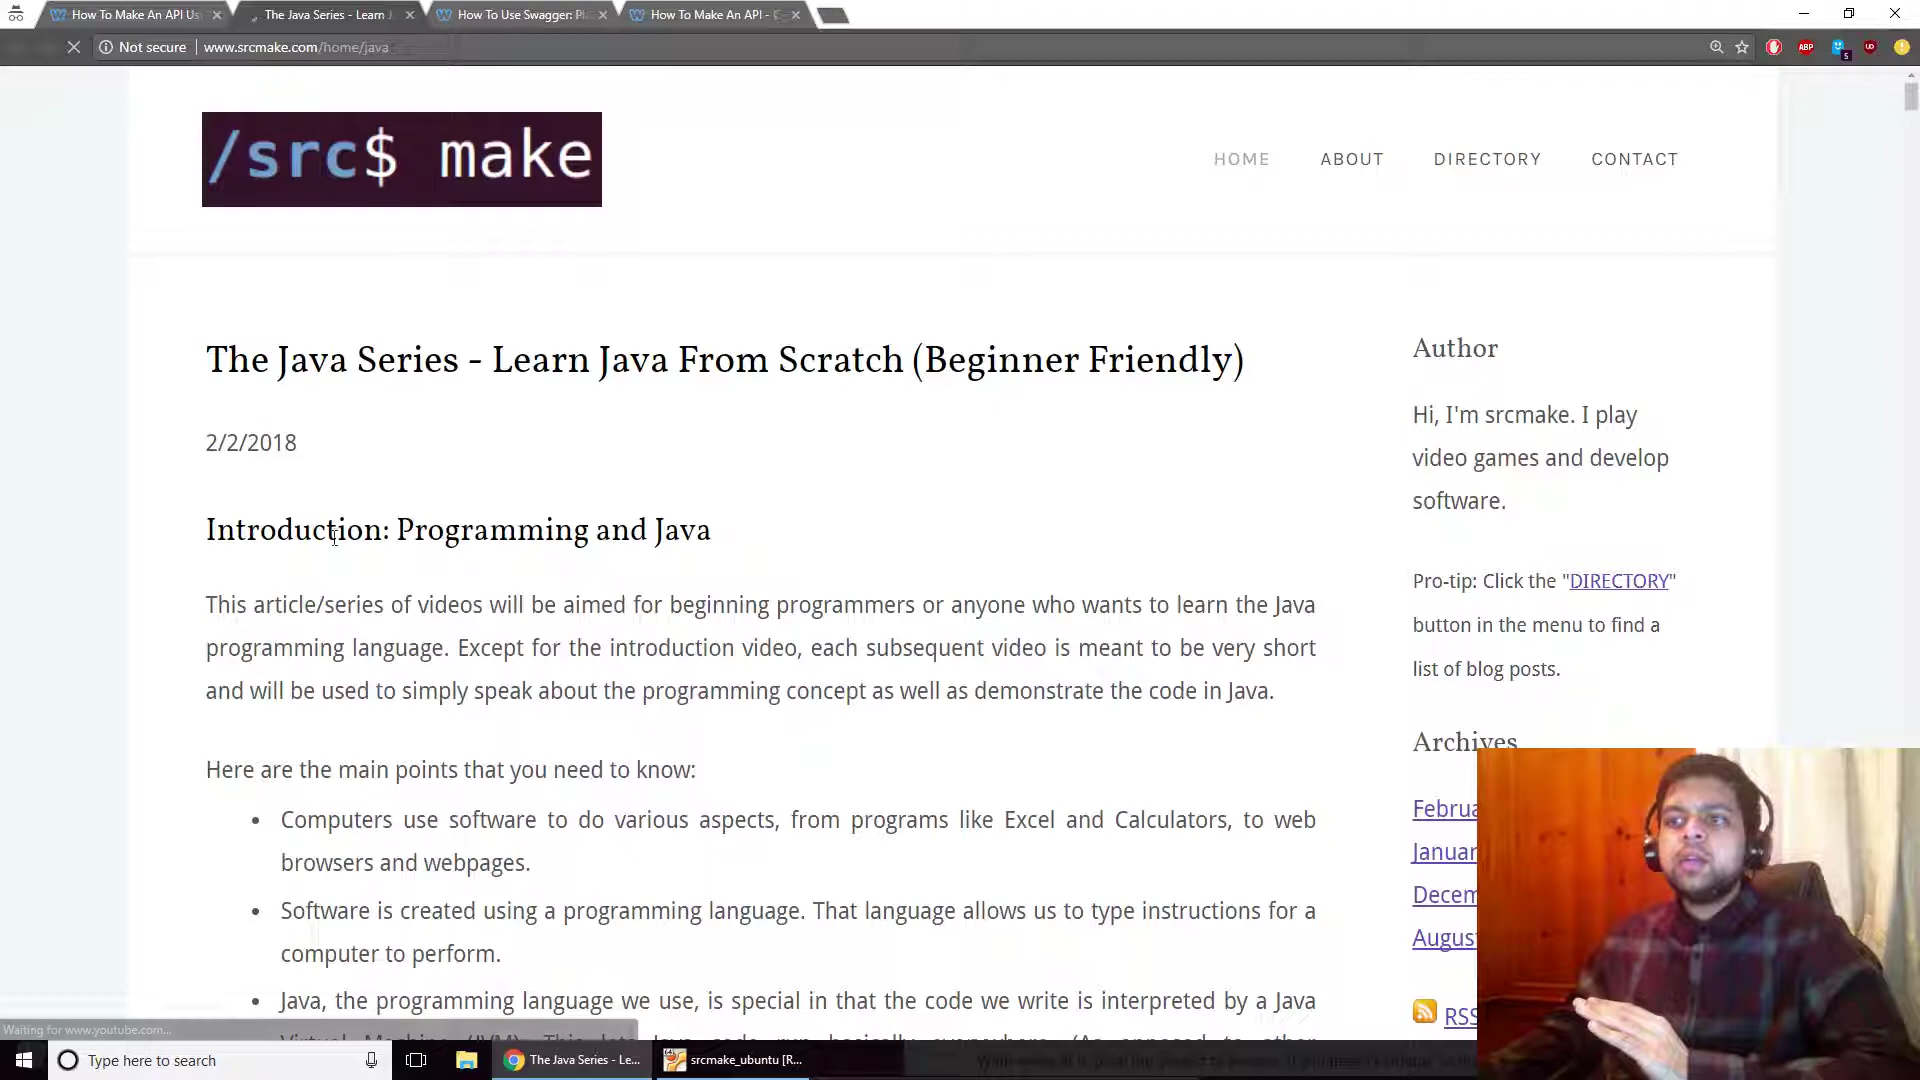 How To Make An API Us
The Java Series - Learn J
How To Use Swagger: Pl
How To Make An API -
Not secure
www.srcmake.com/home/java
ABP
/src$ make
HOME
ABOUT
DIRECTORY
CONTACT
The Java Series - Learn Java From Scratch (Beginner Friendly)
2/2/2018
Introduction: Programming and Java
This article/series of videos will be aimed for beginning programmers or anyone who wants to learn the Java
programming language. Except for the introduction video, each subsequent video is meant to be very short
and will be used to simply speak about the programming concept as well as demonstrate the code in Java.
Here are the main points that you need to know:
• Computers use software to do various aspects, from programs like Excel and Calculators, to web
browsers and webpages.
• Software is created using a programming language. That language allows us to type instructions for a
computer to perform.
• Java, the programming language we use, is special in that the code we write is interpreted by a Java
Author
Hi, I'm srcmake. I play
video games and develop
software.
Pro-tip: Click the "DIRECTORY"
button in the menu to find a
list of blog posts.
Archives
Februa
Januar
Decem
Augus
RSS
Waiting for www.youtube.com...
Type here to search
The Java Series - Le...
srcmake_ubuntu [R...